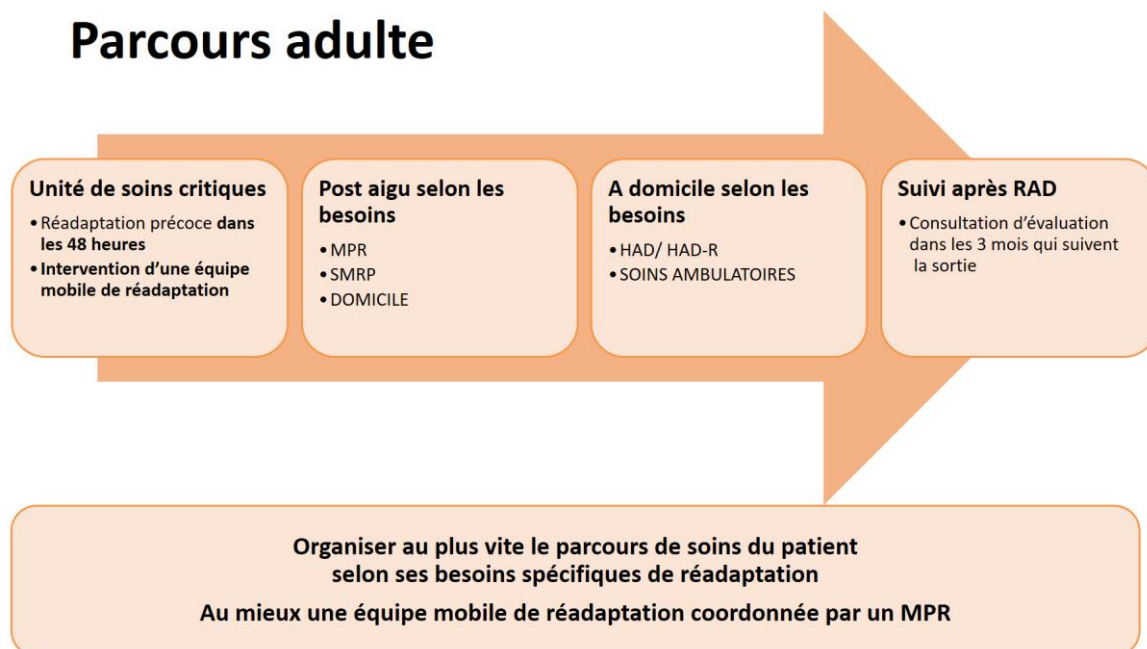 Parcours adulte
Unité de soins critiques
•Réadaptation précoce dans
les 48 heures
•Intervention d'une équipe
mobile de réadaptation
Post aigu selon les
besoins
•MPR
•SMRP
•DOMICILE
A domicile selon les
besoins
•HAD/ HAD-R
•SOINS AMBULATOIRES
Suivi après RAD
•Consultation d'évaluation
dans les 3 mois qui suivent
la sortie
Organiser au plus vite le parcours de soins du patient
selon ses besoins spécifiques de réadaptation
Au mieux une équipe mobile de réadaptation coordonnée par un MPR